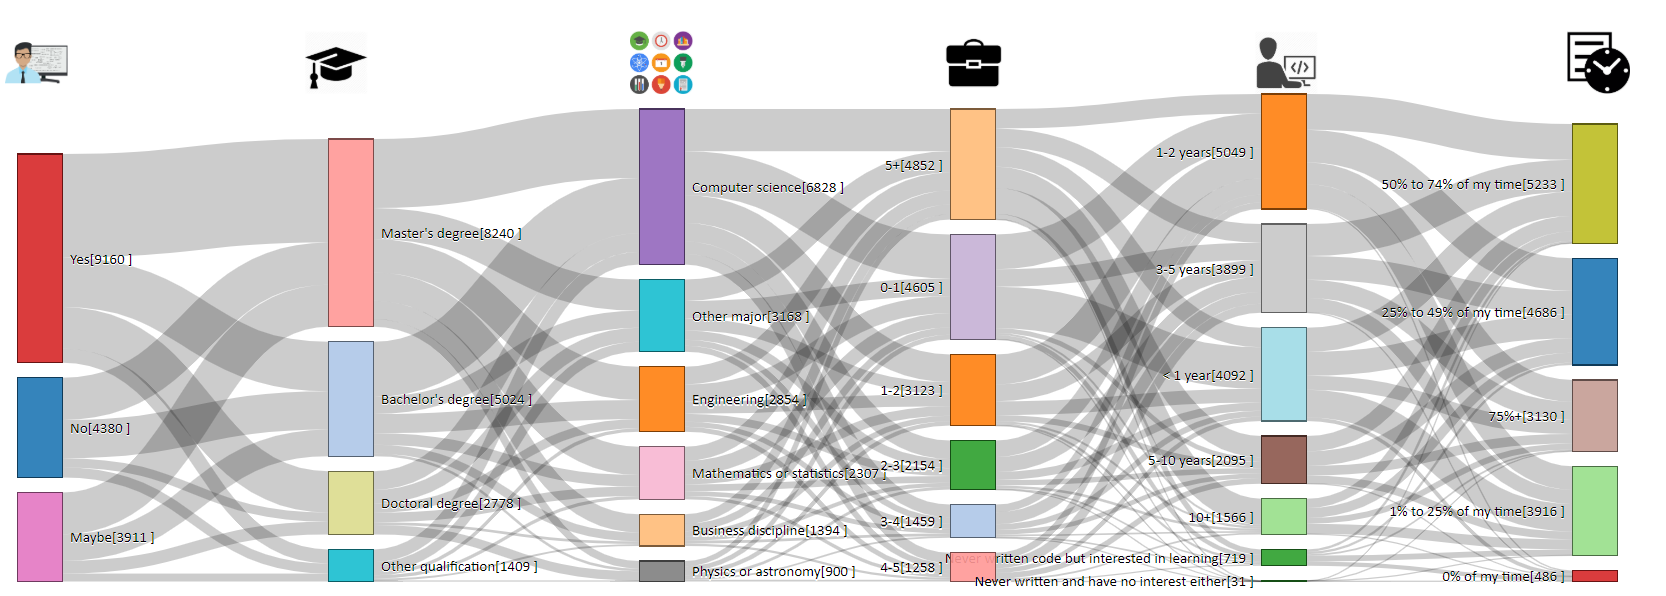 Yes[9160 ]
No[4380 ]
Maybe[3911 ]
Master's degree[8240 ]
Bachelor's degree[5024 ]
Doctoral degree[2778 ]
Other qualification[1409 ]
Computer science[6828 ]
Other major[3168 ]
Engineering[2854 ]
Mathematics or statistics[2307 ]
Business discipline[1394 ]
Physics or astronomy[900 ]
5+[4852 ]
0-1[4605 ]
1-2[3123 ]
2-3[2154 ]
3-4[1459 ]
4-5[1258 ]
1-2 years[5049 ]
3-5 years[3899 ]
< 1 year[4092 ]
5-10 years[2095 ]
10+[1566 ]
Never written code but interested in learning[719 ]
Never written and have no interest either[31 ]
50% to 74% of my time[5233 ]
25% to 49% of my time[4686 ]
75%+[3130 ]
1% to 25% of my time[3916 ]
0% of my time[486 ]